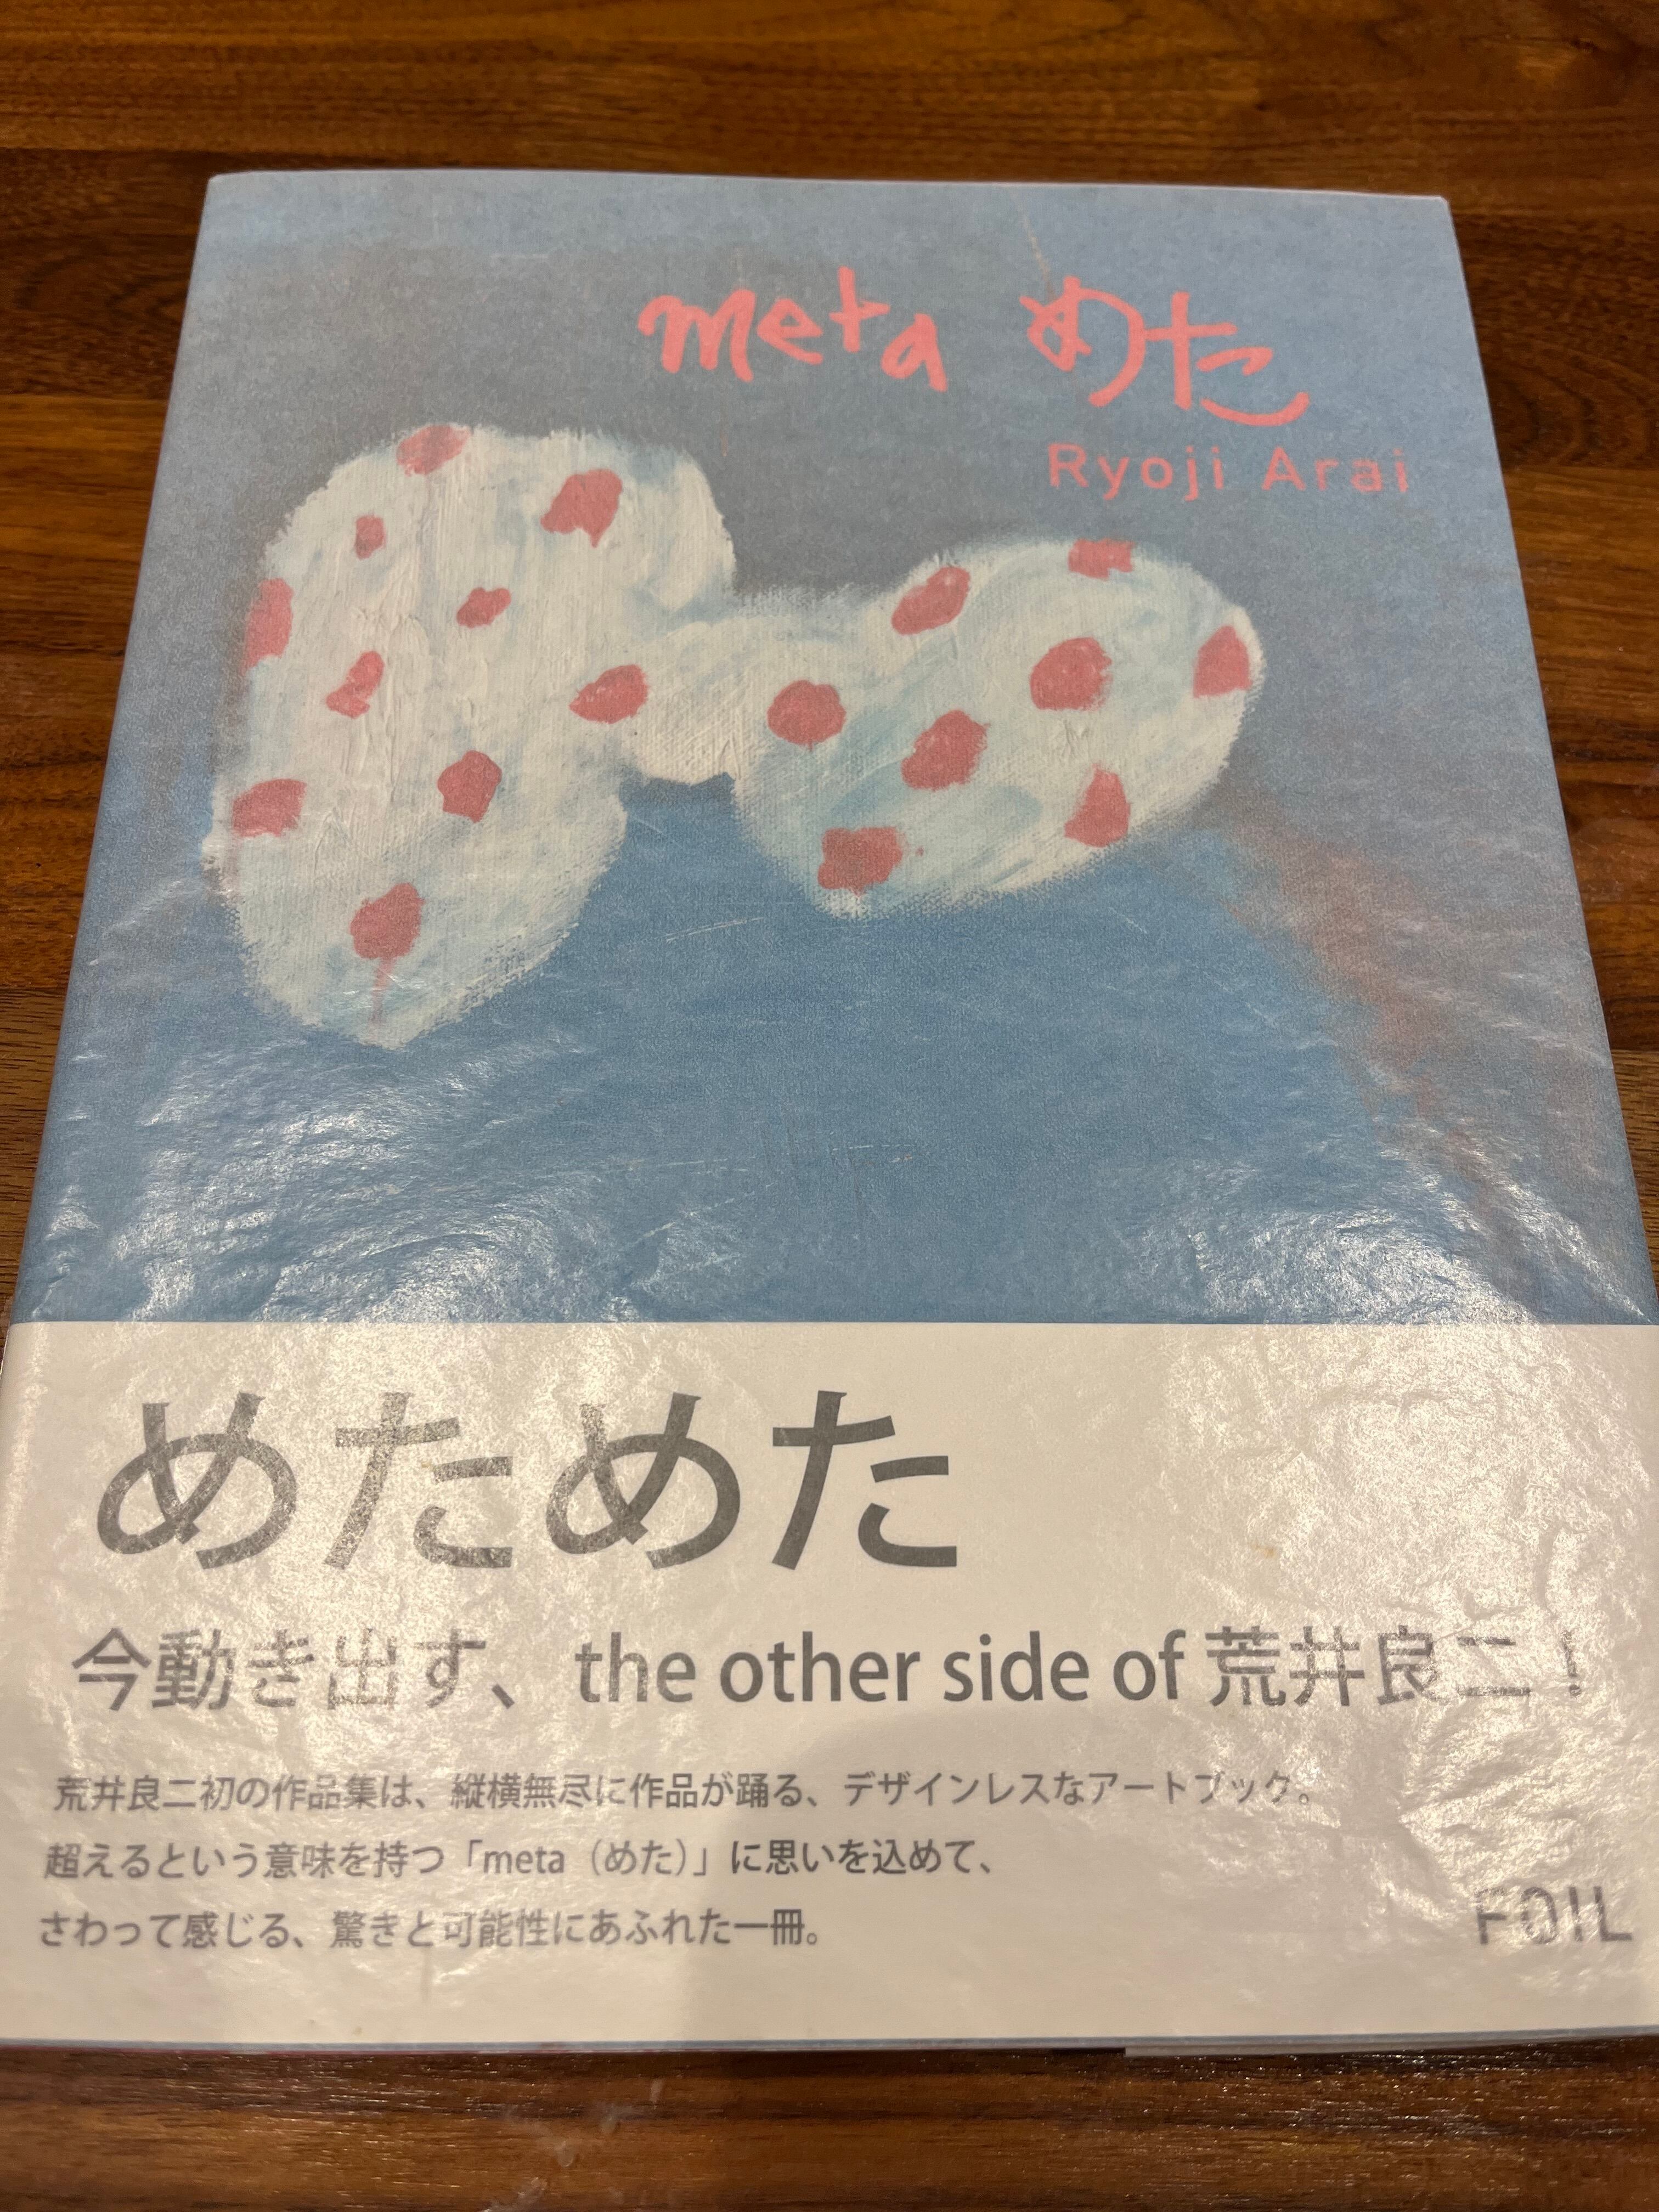 meta めた
Ryoji Arai
めためた
今動き出す、the other side of 荒井良二！
荒井良二初の作品集は、縦横無尽に作品が踊る、デザインレスなアートブック。
超えるという意味を持つ「meta（めた）」に思いを込めて、
さわって感じる、驚きと可能性にあふれた一冊。
FOIL